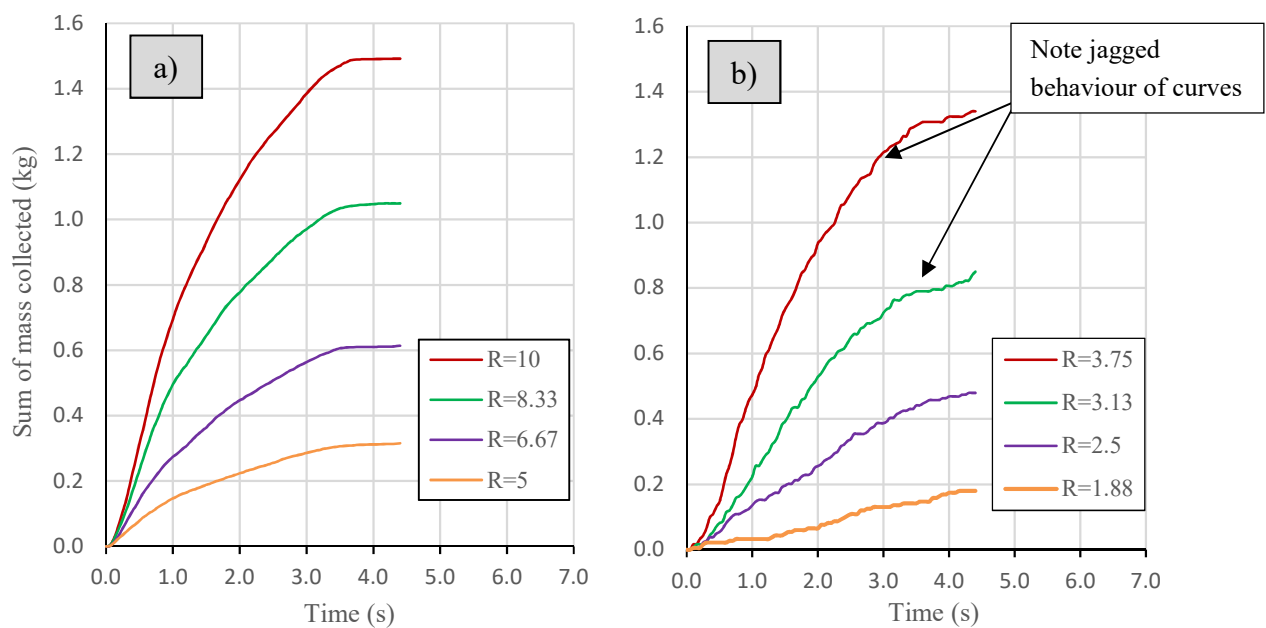 a)
Sum of mass collected (kg)
1.6
1.4
1.2
1.0
0.8
0.6
0.4
0.2
0.0
0.0 1.0 2.0 3.0 4.0 5.0 6.0 7.0
Time (s)
R=10
R=8.33
R=6.67
R=5
b)
Note jagged
behaviour of curves
1.6
1.4
1.2
1.0
0.8
0.6
0.4
0.2
0.0
0.0 1.0 2.0 3.0 4.0 5.0 6.0 7.0
Time (s)
R=3.75
R=3.13
R=2.5
R=1.88